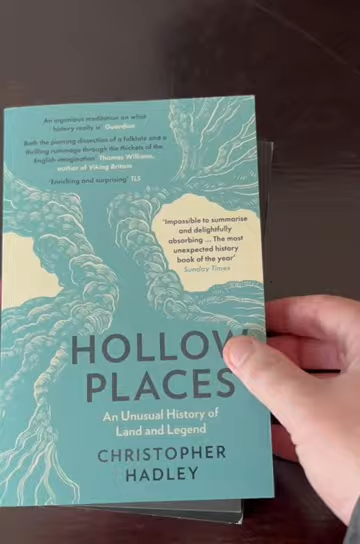 An ingenious meditation on what
history really is' Guardian
Both the piercing dissection of a folktale and a
thrilling rummage through the thickets of the
English imagination' Thomas Williams,
author of Viking Britain
'Enriching and surprising' TLS
'Impossible to summarise
and delightfully
absorbing ... The most
unexpected history
book of the year'
Sunday Times
HOLLOW
PLACES
An Unusual History of
Land and Legend
CHRISTOPHER
HADLEY